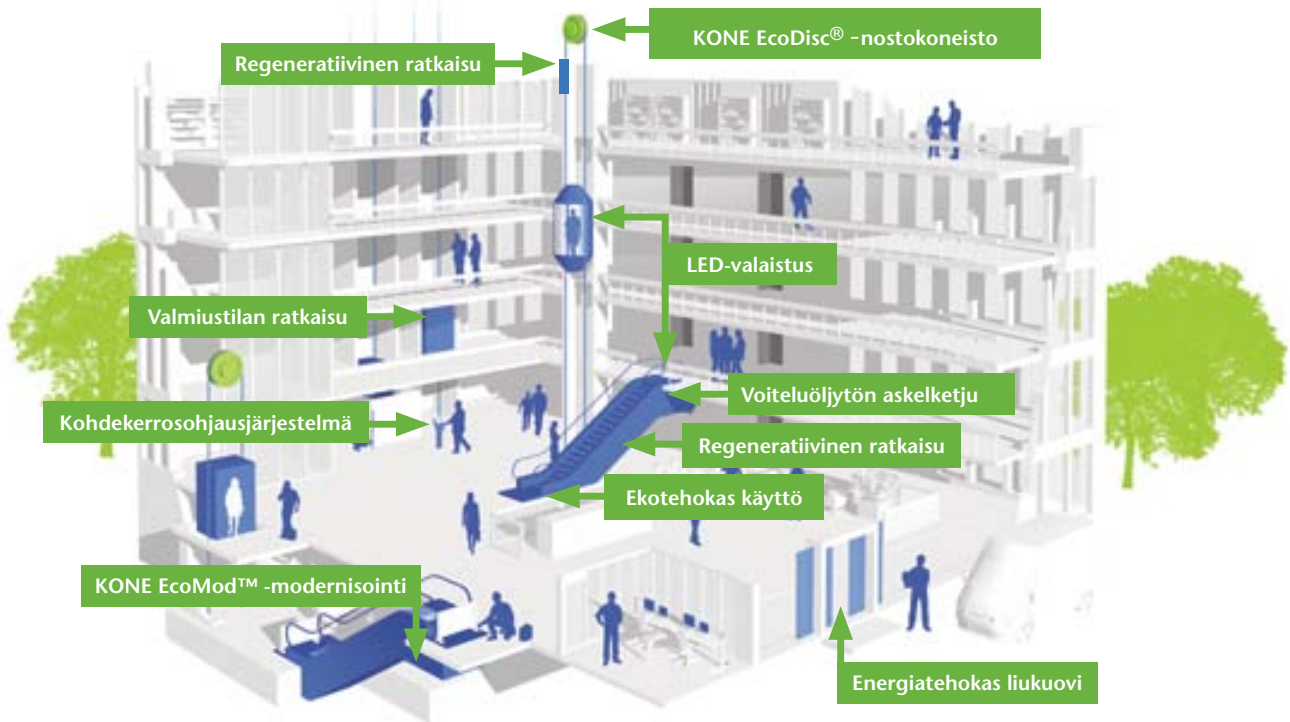 KONE EcoDisc® -nostokoneisto
Regeneratiivinen ratkaisu
LED-valaistus
Valmiustilan ratkaisu
Voiteluöljytön askelketju
Kohdekerrosohjausjärjestelmä
Regeneratiivinen ratkaisu
Ekotehokas käyttö
KONE EcoMod™ -modernisointi
Energiatehokas liukuovi